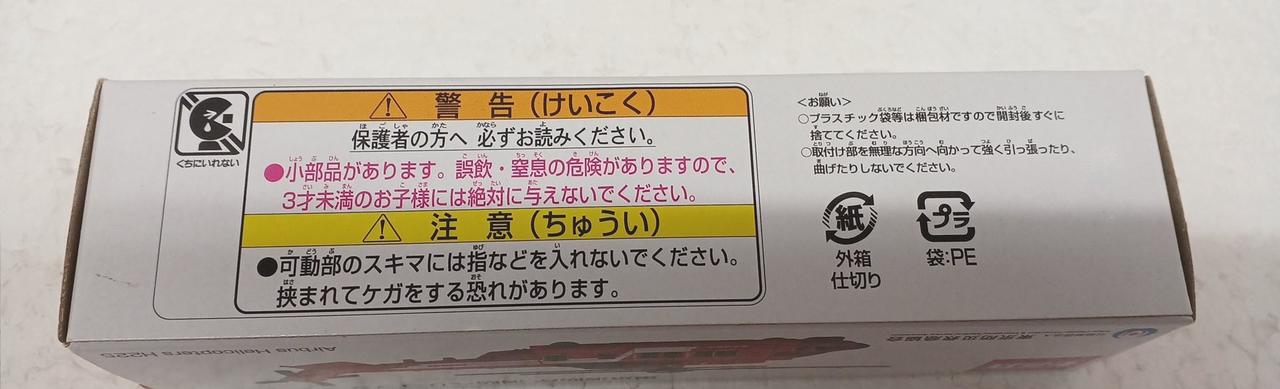 くちにいれない
警告（けいこく）
保護者の方へ 必ずお読みください。
●小部品があります。誤飲・窒息の危険がありますので、
3才未満のお子様には絶対に与えないでください。
注意（ちゅうい）
●可動部のスキマには指などを入れないでください。
挟まれてケガをする恐れがあります。
＜お願い＞
○プラスチック袋等は梱包材ですので開封後すぐに
捨ててください。
○取付け部を無理な方向へ向かって強く引っ張ったり、
曲げたりしないでください。
紙
外箱
仕切り
プラ
袋:PE
Airbus Helicopters H225